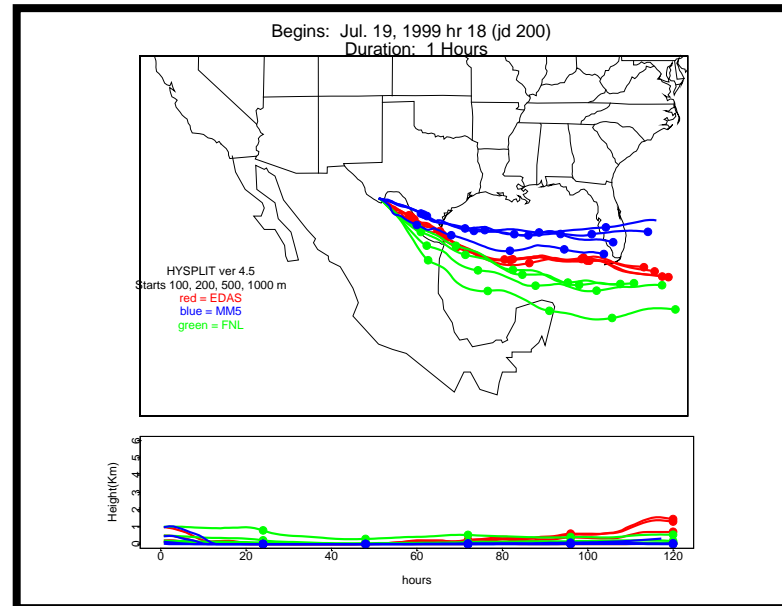 Begins:  Jul. 19, 1999 hr 18 (jd 200)
Duration:  1 Hours
HYSPLIT ver 4.5
Starts 100, 200, 500, 1000 m
red = EDAS
blue = MM5
green = FNL
Height(Km)
6
5
4
3
2
1
0
0 20 40 60 80 100 120
hours